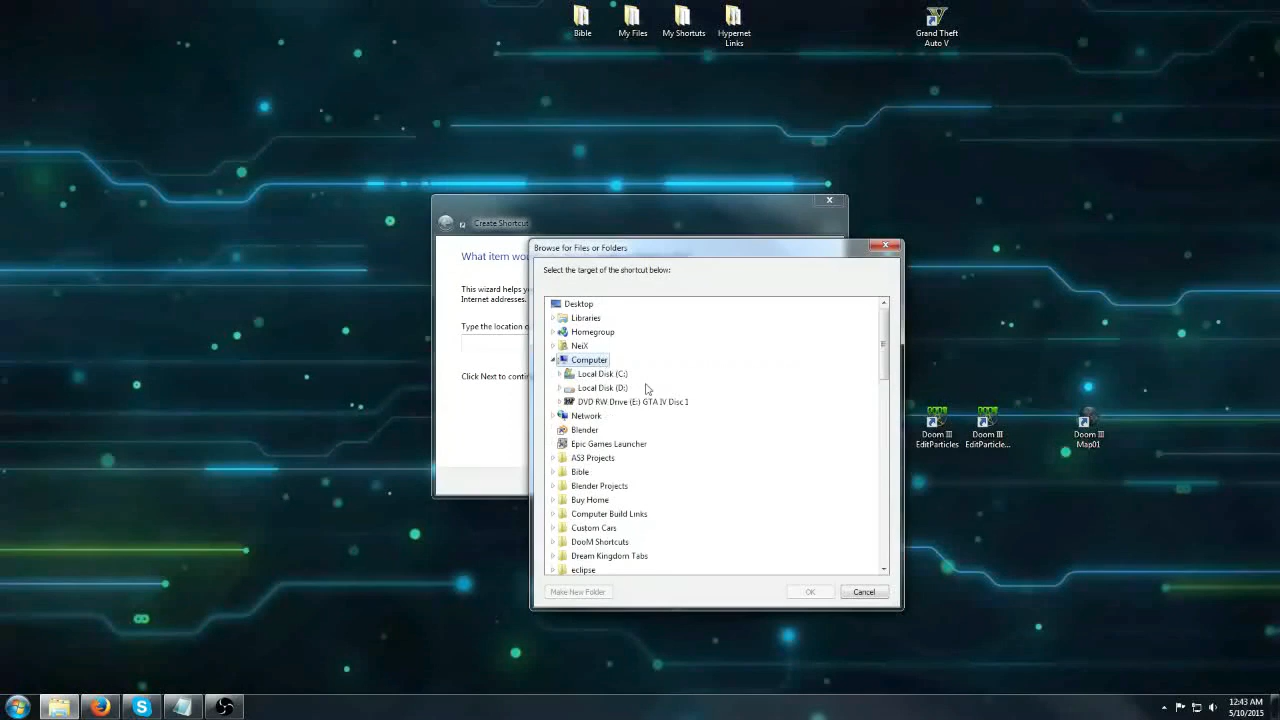 Bible
My Files
My Shortuts
Hypernet
Links
Grand Theft
Auto V
Create Shortcut
What item wou
This wizard helps yo
Internet addresses.
Type the location o
Click Next to contin
Browse for Files or Folders
Select the target of the shortcut below:
Desktop
Libraries
Homegroup
NeiX
Computer
Local Disk (C:)
Local Disk (D:)
DVD RW Drive (E:) GTA IV Disc 1
Network
Blender
Epic Games Launcher
AS3 Projects
Bible
Blender Projects
Buy Home
Computer Build Links
Custom Cars
DooM Shortcuts
Dream Kingdom Tabs
eclipse
Make New Folder
OK
Cancel
Doom III
EditParticles
Doom III
EditParticle...
Doom III
Map01
12:43 AM
5/10/2015